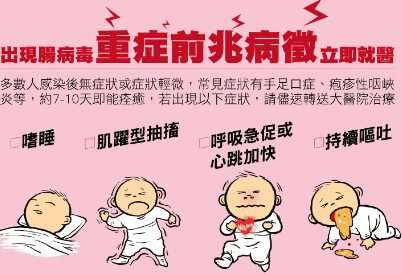 出現腸病毒重症前兆病徵立即就醫
多數人感染後無症狀或症狀輕微，常見症狀有手足口症、疱疹性咽峽
炎等，約7-10天即能痊癒，若出現以下症狀，請儘速轉送大醫院治療
□嗜睡
□肌躍型抽搐
□呼吸急促或
心跳加快
□持續嘔吐